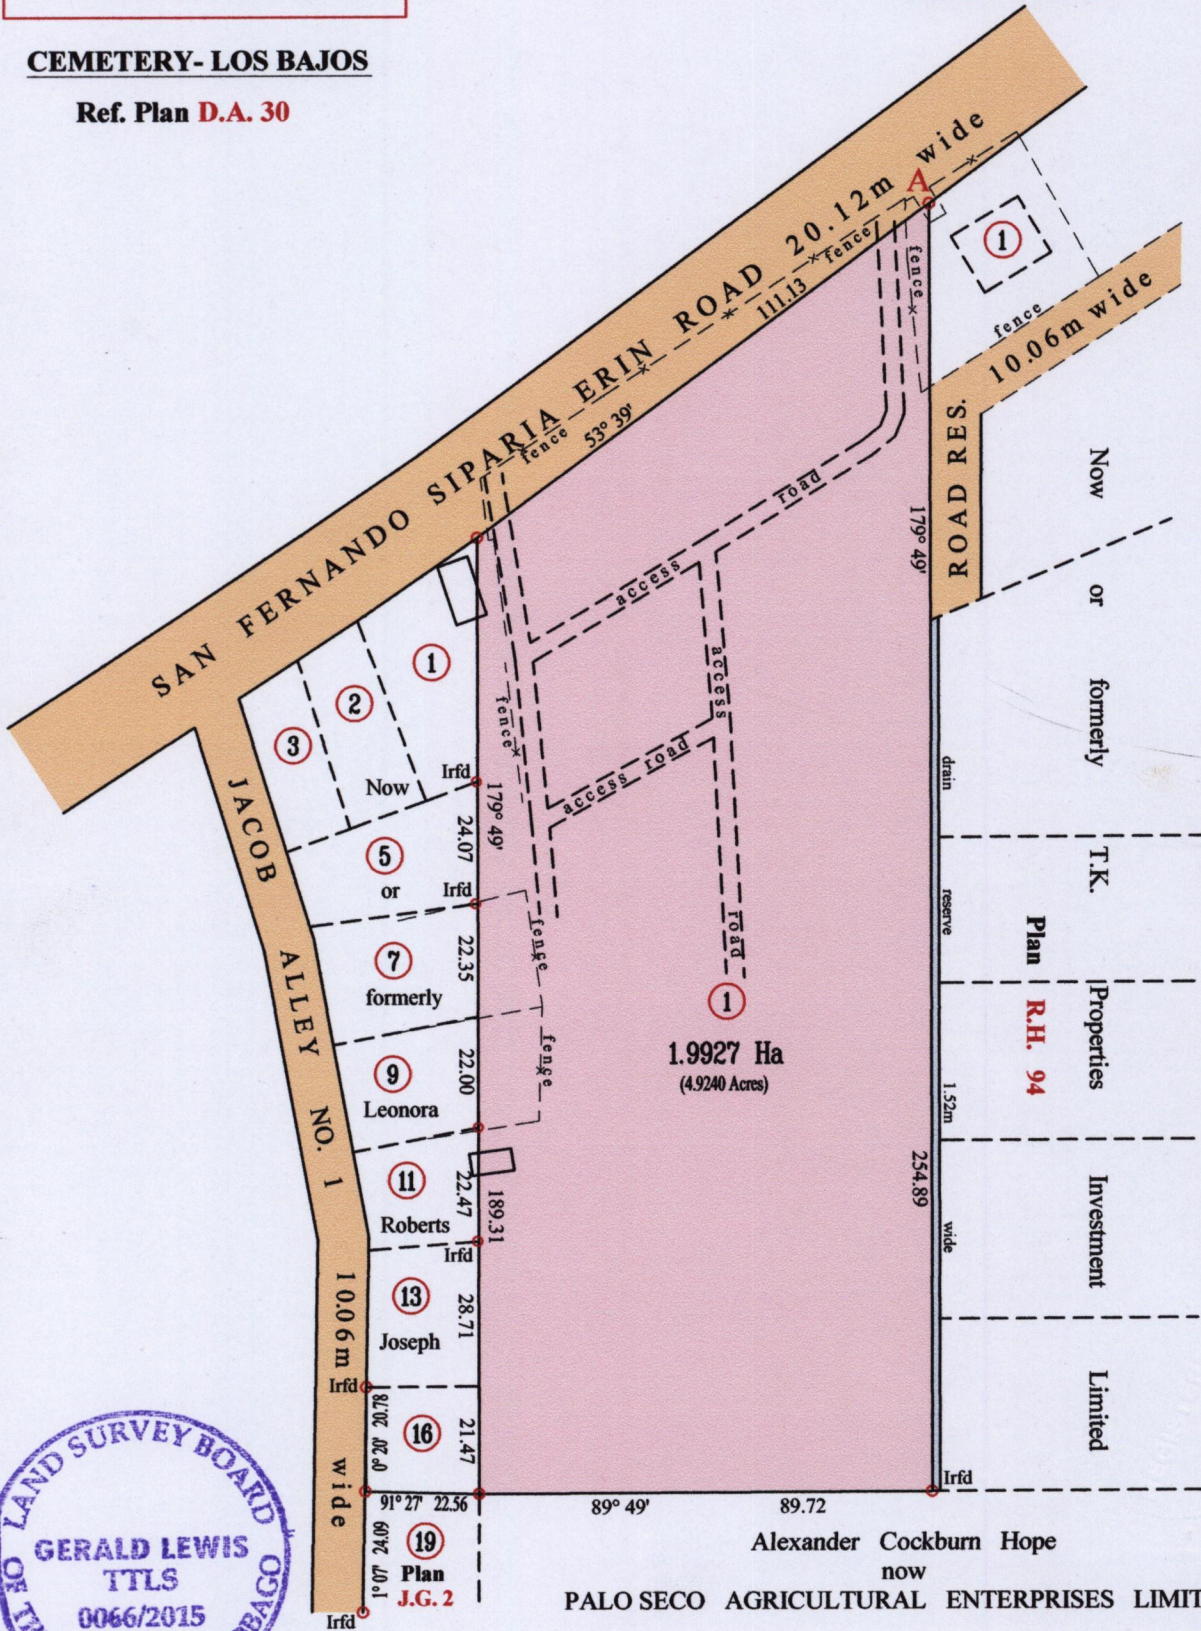 CEMETERY- LOS BAJOS
Ref. Plan D.A. 30
SAN FERNANDO SIPARIA ERIN ROAD 20.12m wide
A
fence
111.13
fence
53° 39'
fence
1
fence
10.06m wide
ROAD RES.
179° 49'
road
access
access
road
access road
fence
1
2
3
Now
Irfd
179° 49'
24.07
5
or
Irfd
fence
7
22.35
formerly
fence
9
22.00
Leonora
11
22.47
189.31
Roberts
Irfd
13
28.71
Joseph
Irfd
0° 20' 20.78
16
21.47
91° 27' 22.56
1° 07' 24.09
19
Plan
J.G. 2
Irfd
JACOB ALLEY NO. 1 10.06m wide
1
1.9927 Ha
(4.9240 Acres)
254.89
drain reserve 1.52m wide
Now or formerly T.K. Properties Investment Limited
Plan R.H. 94
Irfd
89° 49' 89.72
Alexander Cockburn Hope
now
PALO SECO AGRICULTURAL ENTERPRISES LIMIT
LAND SURVEY BOARD
GERALD LEWIS
TTLS
0066/2015
OF
BAGO